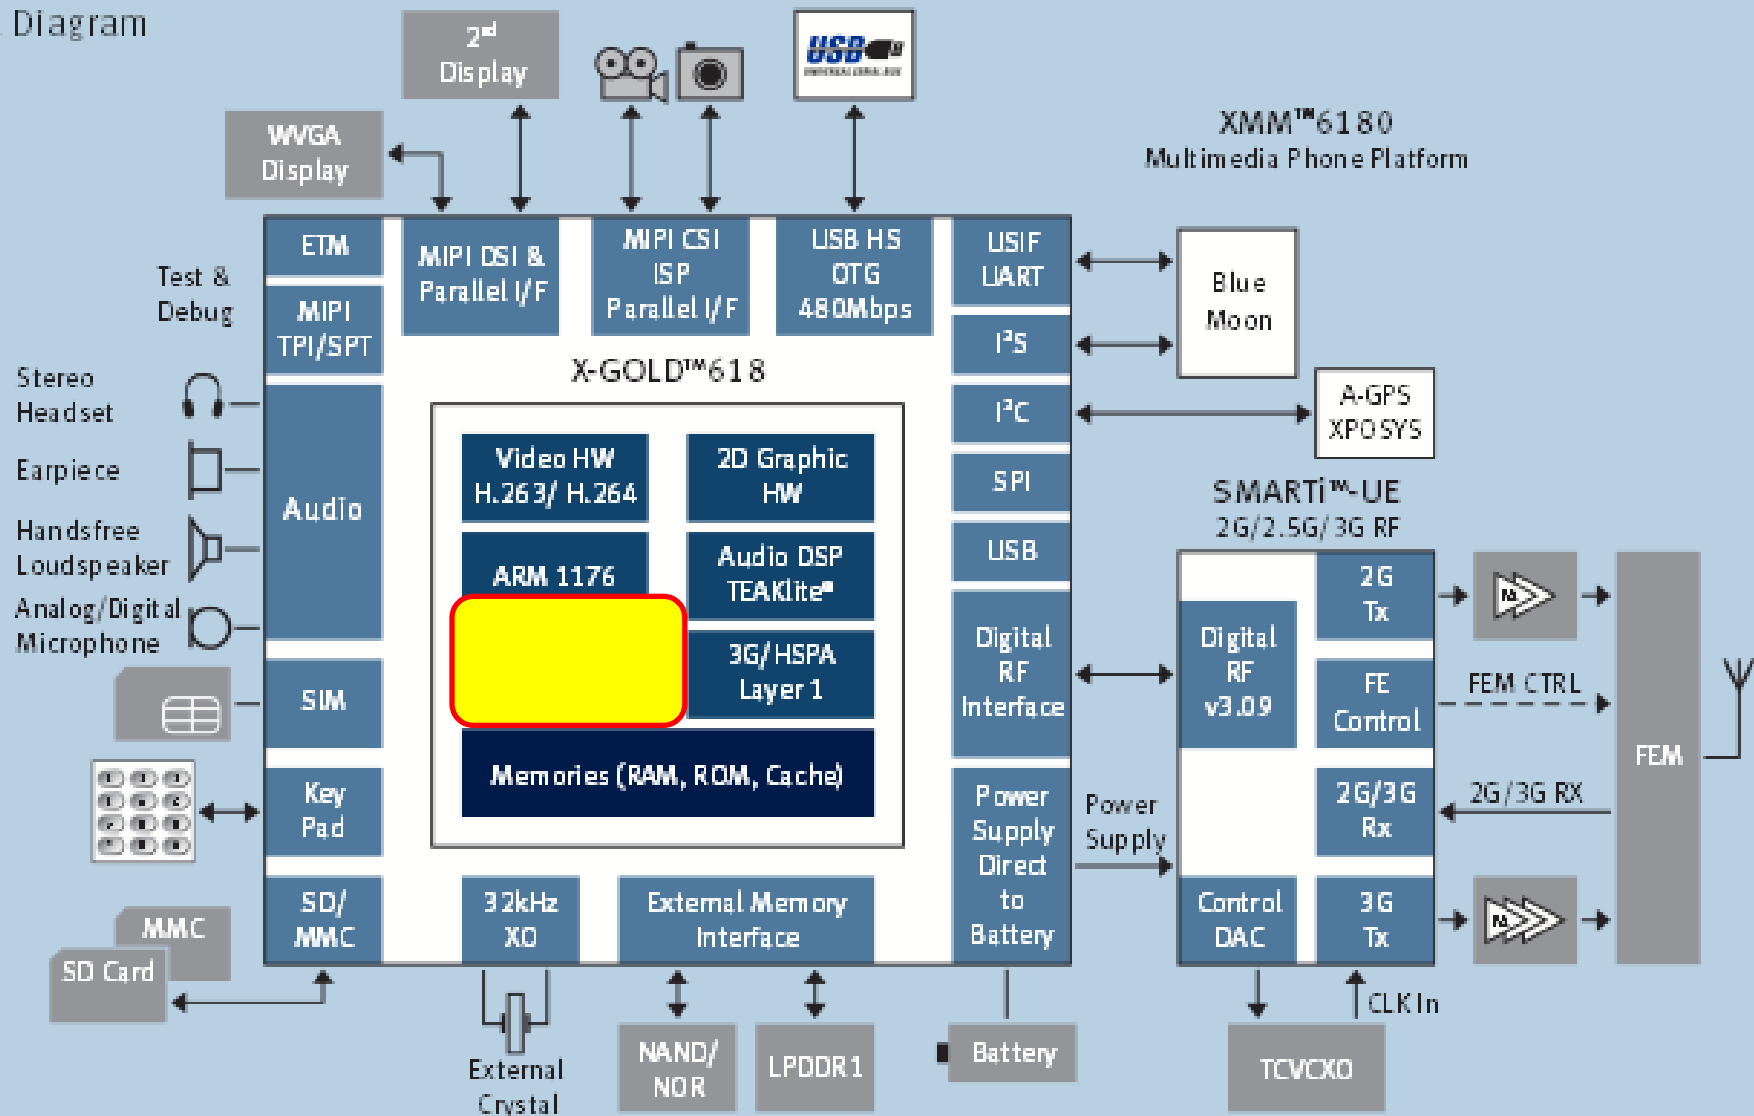 Diagram
2nd
Display
USB
UNIVERSAL SERIAL BUS
WVGA
Display
XMM™6180
Multimedia Phone Platform
ETM
MIPI DSI &
Parallel I/F
MIPI CSI
ISP
Parallel I/F
USB HS
OTG
480Mbps
USIF
UART
Blue
Moon
Test &
Debug
MIPI
TPI/SPT
I²S
X-GOLD™618
Stereo
Headset
I²C
A-GPS
XPOSYS
Earpiece
Audio
Video HW
H.263/ H.264
2D Graphic
HW
SPI
SMARTi™-UE
2G/2.5G/3G RF
Handsfree
Loudspeaker
ARM 1176
Audio DSP
TEAKlite®
USB
2G
Tx
PA
Analog/Digital
Microphone
3G/HSPA
Layer 1
Digital
RF
Interface
Digital
RF
v3.09
FE
Control
FEM CTRL
FEM
SIM
Memories (RAM, ROM, Cache)
Key
Pad
Power
Supply
Direct
to
Battery
Power
Supply
2G/3G
Rx
2G/3G RX
SD/
MMC
32kHz
XO
External Memory
Interface
Control
DAC
3G
Tx
PA
MMC
SD Card
CLK In
External
Crystal
NAND/
NOR
LPDDR1
Battery
TCVCXO